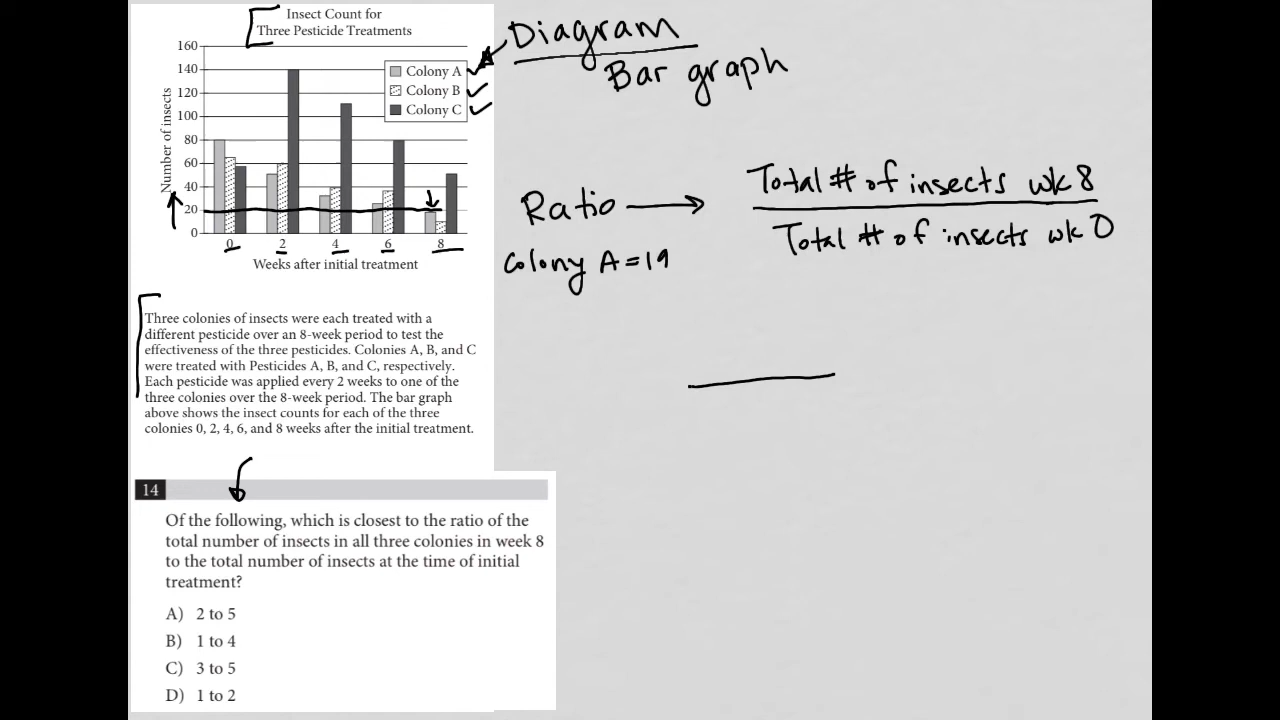 Insect Count for
Three Pesticide Treatments
160
140
120
100
80
60
40
20
0
Number of insects
Colony A
Colony B
Colony C
0 2 4 6 8
Weeks after initial treatment
Diagram
Bar graph
Ratio
Total # of insects wk 8
Total # of insects wk 0
Colony A = 19
Three colonies of insects were each treated with a
different pesticide over an 8-week period to test the
effectiveness of the three pesticides. Colonies A, B, and C
were treated with Pesticides A, B, and C, respectively.
Each pesticide was applied every 2 weeks to one of the
three colonies over the 8-week period. The bar graph
above shows the insect counts for each of the three
colonies 0, 2, 4, 6, and 8 weeks after the initial treatment.
14
Of the following, which is closest to the ratio of the
total number of insects in all three colonies in week 8
to the total number of insects at the time of initial
treatment?
A) 2 to 5
B) 1 to 4
C) 3 to 5
D) 1 to 2